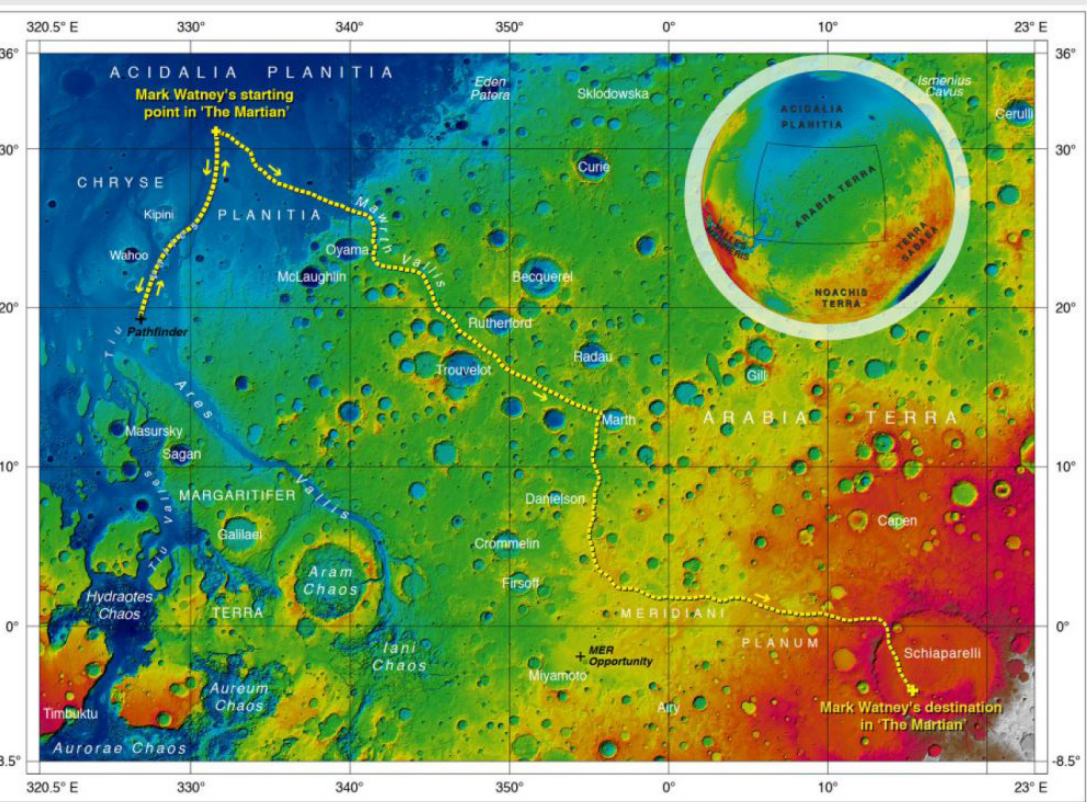 320.5° E 330° 340° 350° 0° 10° 23° E
36° 36°
ACIDALIA PLANITIA
Mark Watney's starting
point in 'The Martian'
Eden
Patera
Sklodowska
Ismenius
Cavus
Cerulli
ACIDALIA
PLANITIA
30° 30°
Curie
CHRYSE
PLANITIA
Kipini
Mawrth Vallis
ARABIA TERRA
TERRA
SABAEA
NOACHIS
TERRA
Oyama
Wahoo
McLaughlin
Becquerel
20° 20°
Pathfinder
Rutherford
Tiu
Trouvelot
Radau
Gill
Ares Vallis
Marth
ARABIA TERRA
Masursky
Sagan
10° 10°
MARGARITIFER
Danielson
Capen
Galilaei
Tiu Vallis
Crommelin
Aram
Chaos
Firsoff
Hydraotes
Chaos
TERRA
MERIDIANI
0° 0°
PLANUM
Iani
Chaos
MER
Opportunity
Schiaparelli
Miyamoto
Aureum
Chaos
Timbuktu
Airy
Mark Watney's destination
in 'The Martian'
Aurorae Chaos
3.5° -8.5°
320.5° E 330° 340° 350° 0° 10° 23° E